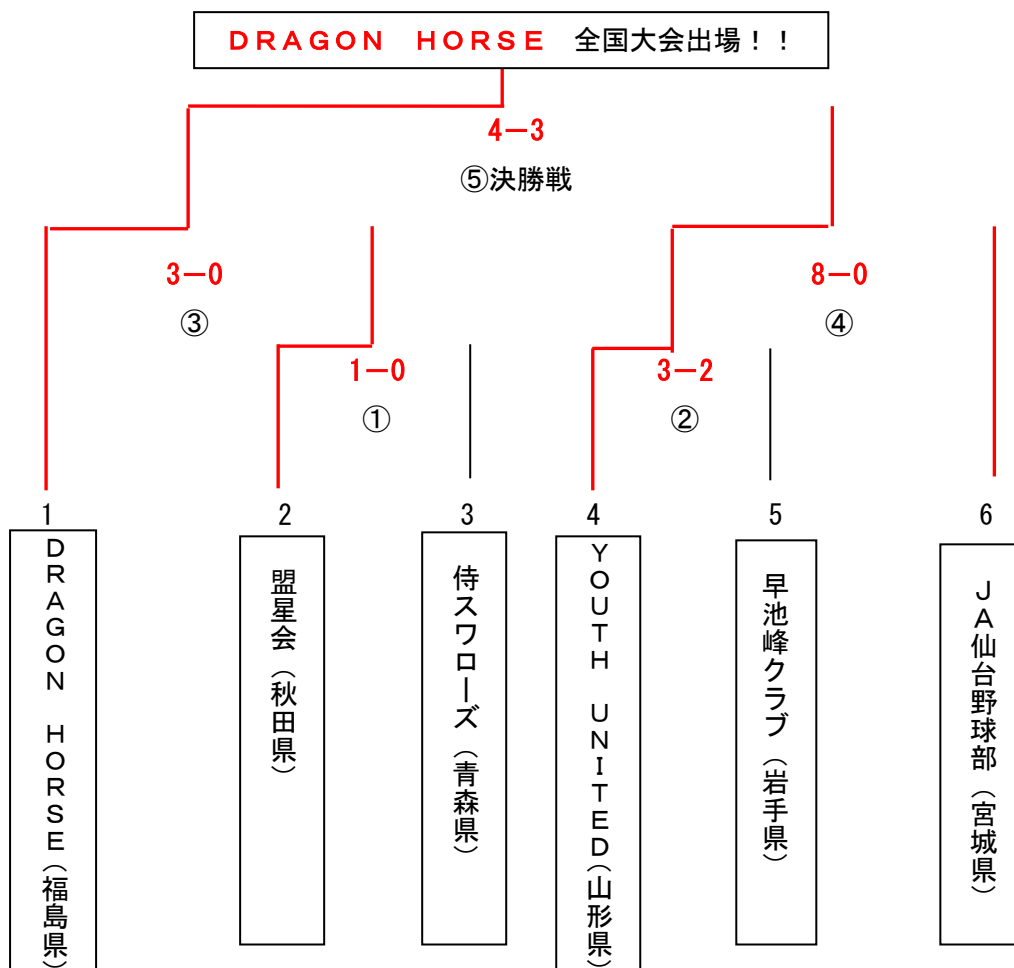 DRAGON HORSE 全国大会出場！！
4－3
⑤決勝戦
3－0
8－0
③
④
1－0
3－2
①
②
1
2
3
4
5
6
DRAGON HORSE（福島県）
盟星会（秋田県）
侍スワローズ（青森県）
YOUTH UNITED（山形県）
早池峰クラブ（岩手県）
JA仙台野球部（宮城県）